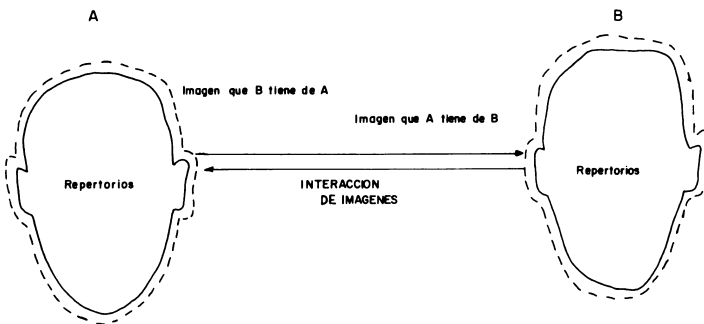 A
B
Imagen que B tiene de A
Imagen que A tiene de B
Repertorios
Repertorios
INTERACCION
DE IMAGENES